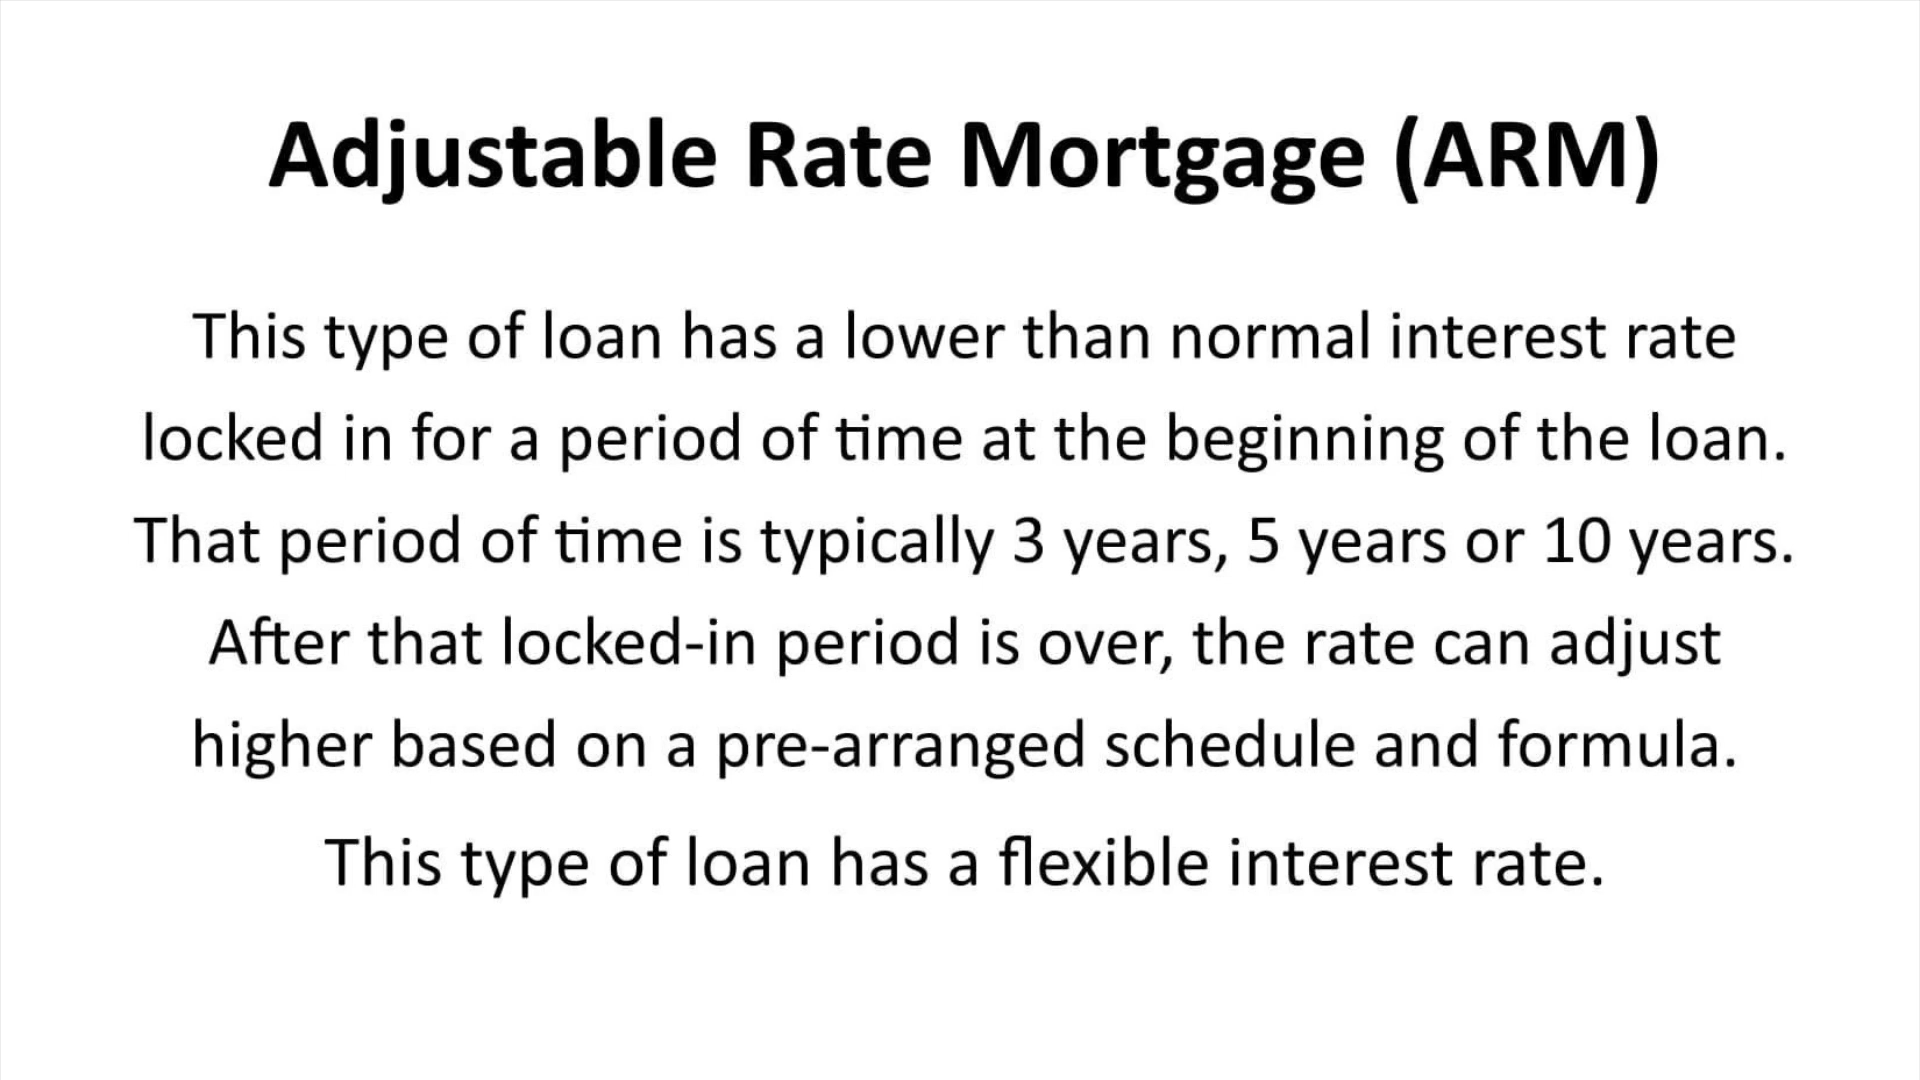 Adjustable Rate Mortgage (ARM)
This type of loan has a lower than normal interest rate
locked in for a period of time at the beginning of the loan.
That period of time is typically 3 years, 5 years or 10 years.
After that locked-in period is over, the rate can adjust
higher based on a pre-arranged schedule and formula.
This type of loan has a flexible interest rate.